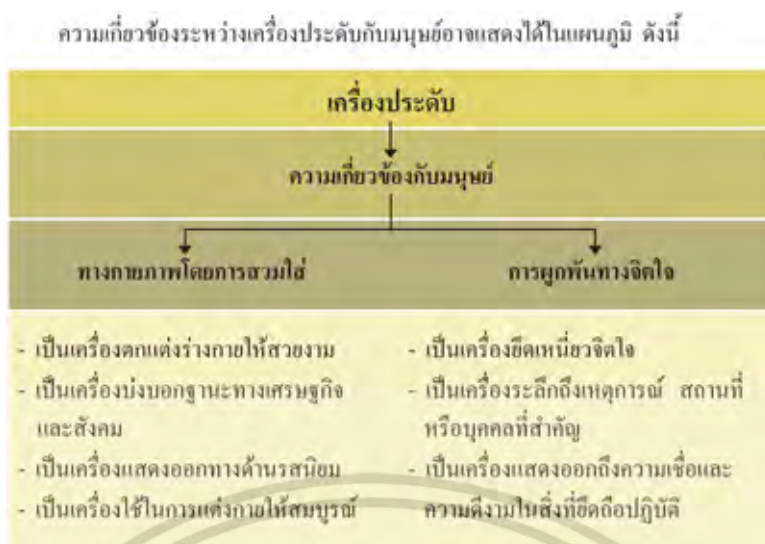 ความเกี่ยวข้องระหว่างเครื่องประดับกับมนุษย์อาจแสดงได้ในแผนภูมิ ดังนี้
เครื่องประดับ
ความเกี่ยวข้องกับมนุษย์
ทางกายภาพโดยการสวมใส่
- เป็นเครื่องตกแต่งร่างกายให้สวยงาม
- เป็นเครื่องบ่งบอกฐานะทางเศรษฐกิจ
และสังคม
- เป็นเครื่องแสดงออกทางด้านรสนิยม
- เป็นเครื่องใช้ในการแต่งกายให้สมบูรณ์
การผูกพันทางจิตใจ
- เป็นเครื่องยึดเหนี่ยวจิตใจ
- เป็นเครื่องระลึกถึงเหตุการณ์ สถานที่
หรือบุคคลที่สำคัญ
- เป็นเครื่องแสดงออกถึงความเชื่อและ
ความดีงามในสิ่งที่ยึดถือปฏิบัติ